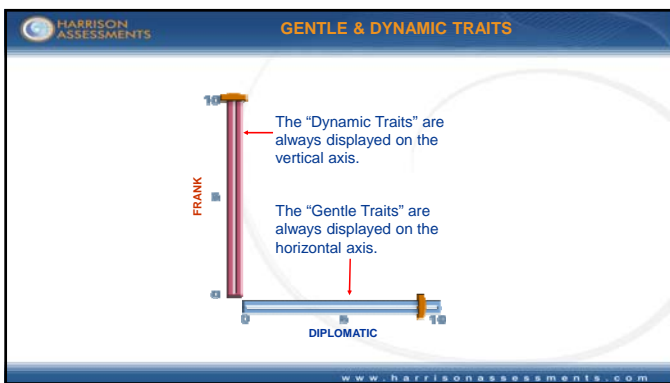 HARRISON
ASSESSMENTS
GENTLE & DYNAMIC TRAITS
10
The “Dynamic Traits” are
always displayed on the
vertical axis.
FRANK
5
The “Gentle Traits” are
always displayed on the
horizontal axis.
0
0 5 10
DIPLOMATIC
www.harrisonassessments.com